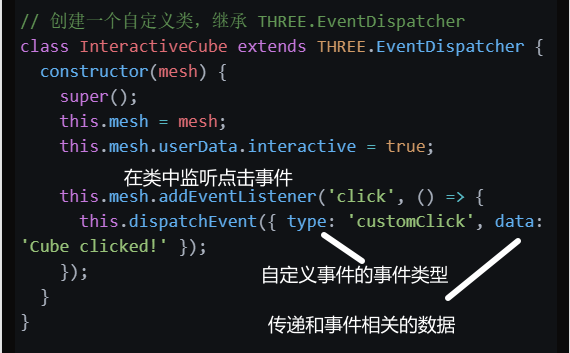 // 创建一个自定义类，继承 THREE.EventDispatcher
class InteractiveCube extends THREE.EventDispatcher {
constructor(mesh) {
super();
this.mesh = mesh;
this.mesh.userData.interactive = true;
在类中监听点击事件
this.mesh.addEventListener('click', () => {
this.dispatchEvent({ type: 'customClick', data:
'Cube clicked!' });
});
自定义事件的事件类型
}
}
传递和事件相关的数据